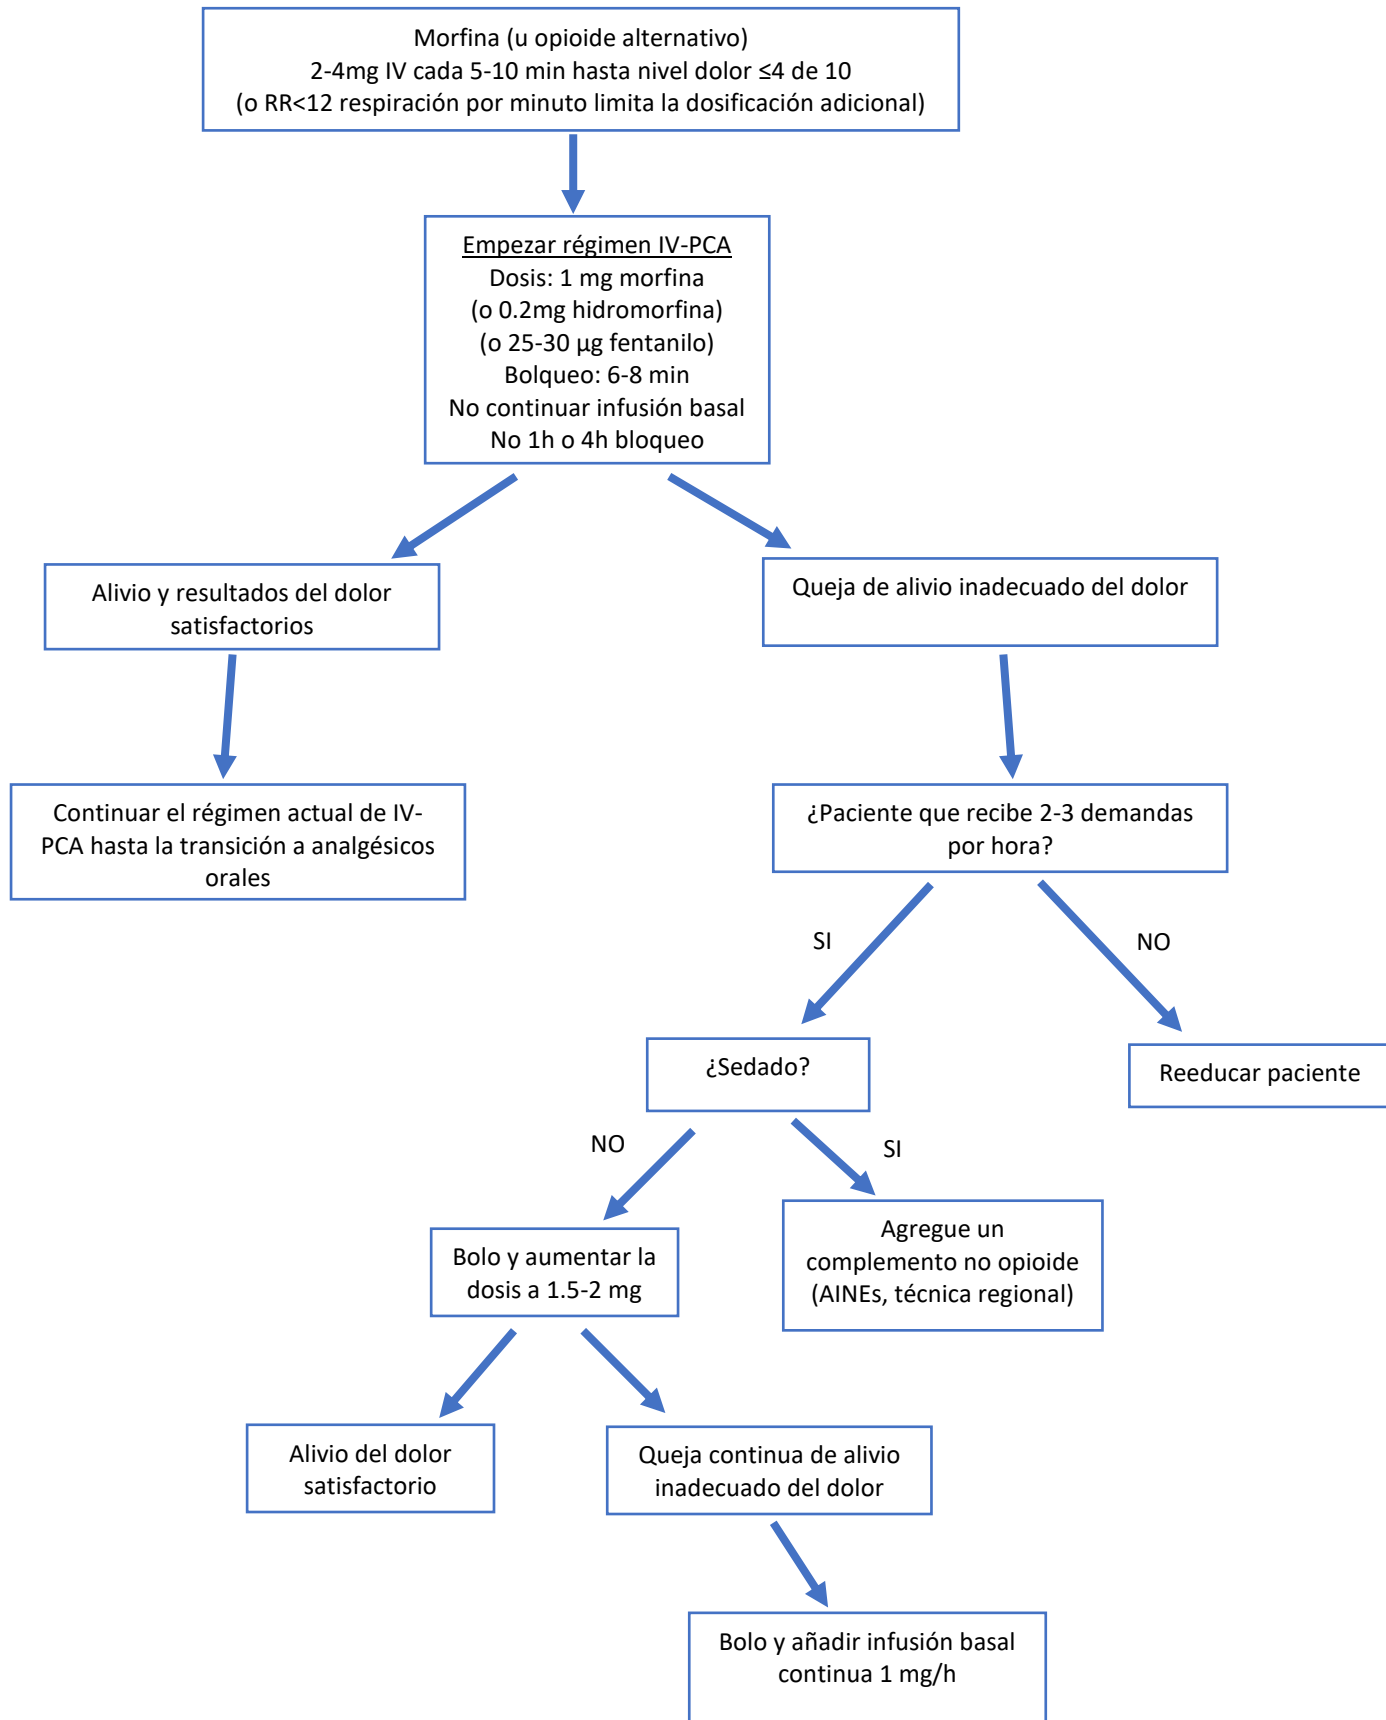 Morfina (u opioide alternativo)
2-4mg IV cada 5-10 min hasta nivel dolor ≤4 de 10
(o RR<12 respiración por minuto limita la dosificación adicional)
Empezar régimen IV-PCA
Dosis: 1 mg morfina
(o 0.2mg hidromorfina)
(o 25-30 µg fentanilo)
Bolqueo: 6-8 min
No continuar infusión basal
No 1h o 4h bloqueo
Alivio y resultados del dolor
satisfactorios
Queja de alivio inadecuado del dolor
Continuar el régimen actual de IV-
PCA hasta la transición a analgésicos
orales
¿Paciente que recibe 2-3 demandas
por hora?
SI
NO
¿Sedado?
Reeducar paciente
NO
SI
Bolo y aumentar la
dosis a 1.5-2 mg
Agregue un
complemento no opioide
(AINEs, técnica regional)
Alivio del dolor
satisfactorio
Queja continua de alivio
inadecuado del dolor
Bolo y añadir infusión basal
continua 1 mg/h